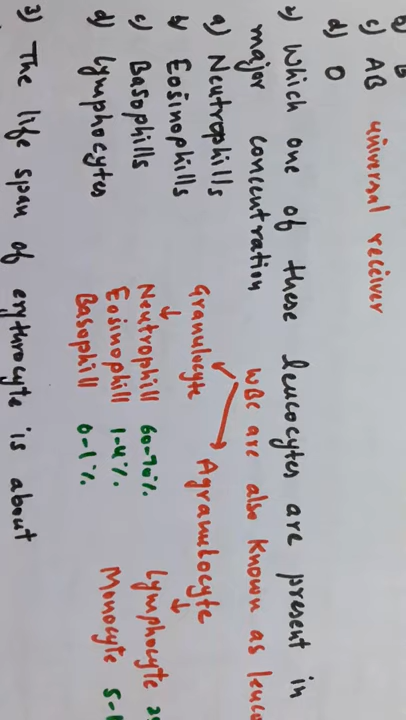 c) AB universal receiver
d) O
2) Which one of these leucocytes are present in
major concentration WBC are also known as
a) Neutrophills Granulocyte Agranulocyte
b) Eosinophills
c) Basophills Neutrophill 60-70% Lymphocyte
d) Lymphocytes Eosinophill 1-4% Monocyte
Basophill 0-1%
3) The life span of erythrocyte is about